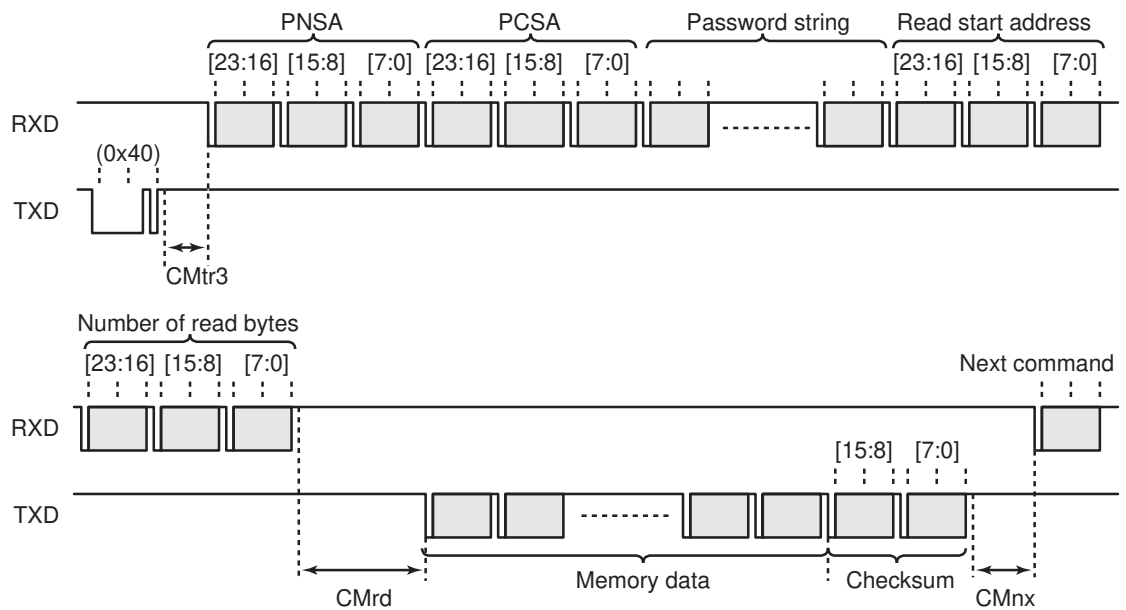 PNSA PCSA Password string Read start address
[23:16] [15:8] [7:0] [23:16] [15:8] [7:0] [23:16] [15:8] [7:0]
RXD
(0x40)
TXD
CMtr3
Number of read bytes
[23:16] [15:8] [7:0] Next command
RXD
[15:8] [7:0]
TXD
Memory data Checksum
CMrd CMnx